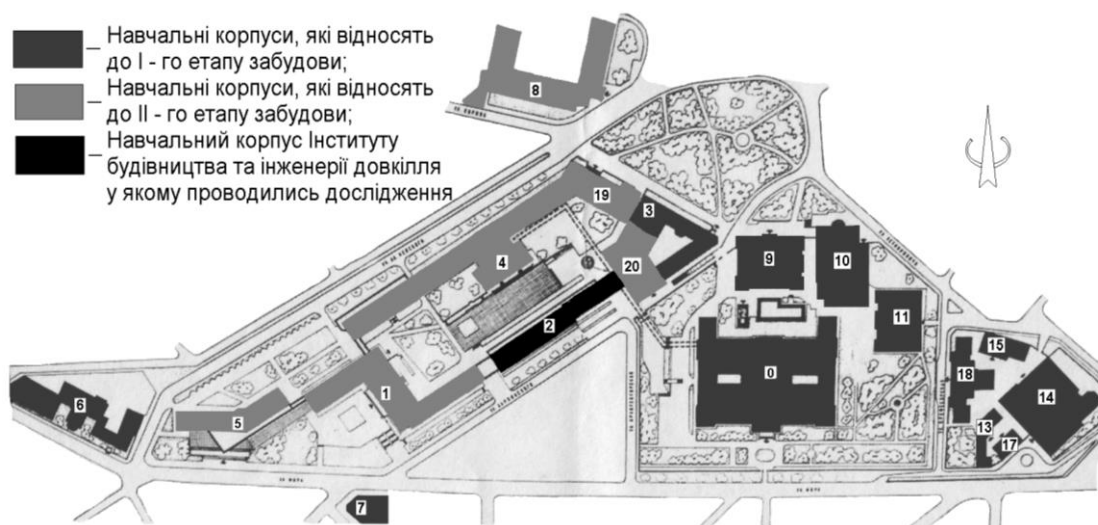 Навчальні корпуси, які відносять
до I - го етапу забудови;
Навчальні корпуси, які відносять
до II - го етапу забудови;
Навчальний корпус Інституту
будівництва та інженерії довкілля
у якому проводились дослідження
8
19
3
4
20
9
10
2
11
0
15
18
14
6
1
5
13
17
7